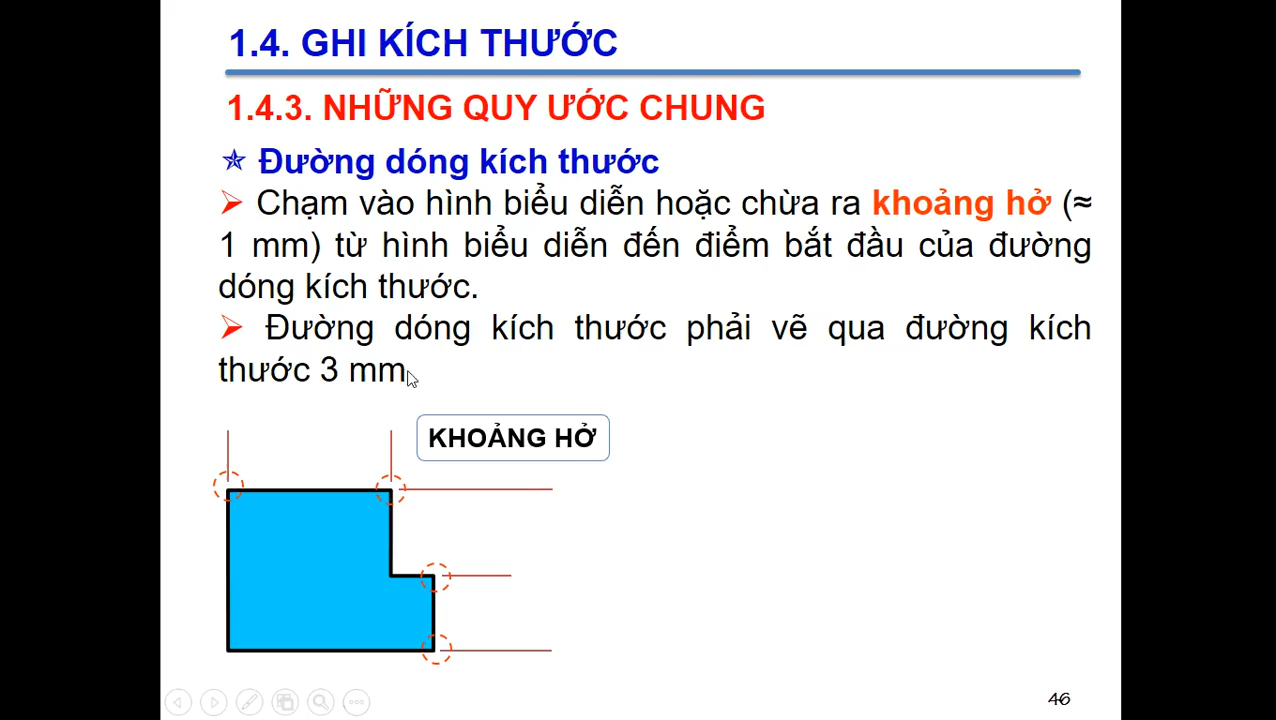 1.4. GHI KÍCH THƯỚC
1.4.3. NHỮNG QUY ƯỚC CHUNG
✯ Đường dóng kích thước
➢ Chạm vào hình biểu diễn hoặc chừa ra khoảng hở (≈
1 mm) từ hình biểu diễn đến điểm bắt đầu của đường
dóng kích thước.
➢ Đường dóng kích thước phải vẽ qua đường kích
thước 3 mm.
KHOẢNG HỞ
46